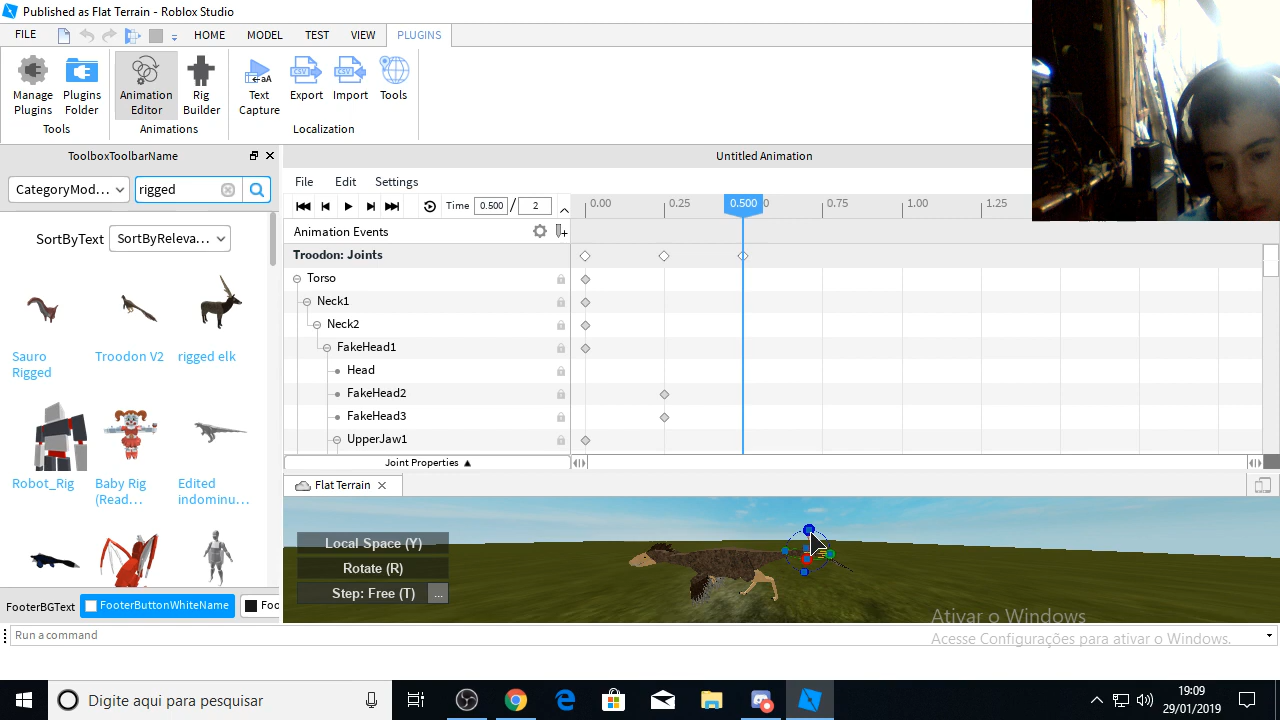 Published as Flat Terrain - Roblox Studio
FILE HOME MODEL TEST VIEW PLUGINS
Manage Plugins
Plugins Folder
Animation Editor
Rig Builder
Text Capture
Export
Import
Tools
Tools
Animations
Localization
ToolboxToolbarName
CategoryMod...
rigged
SortByText
SortByReleva...
Sauro Rigged
Troodon V2
rigged elk
Robot_Rig
Baby Rig (Read...
Edited indominu...
FooterBGText
FooterButtonWhiteName
Foo
Untitled Animation
File Edit Settings
Time 0.500 / 2
0.00 0.25 0.500 0.75 1.00 1.25
Animation Events
Troodon: Joints
Torso
Neck1
Neck2
FakeHead1
Head
FakeHead2
FakeHead3
UpperJaw1
Joint Properties ▲
Flat Terrain
Local Space (Y)
Rotate (R)
Step: Free (T) ...
Ativar o Windows
Acesse Configurações para ativar o Windows.
Run a command
Digite aqui para pesquisar
19:09
29/01/2019